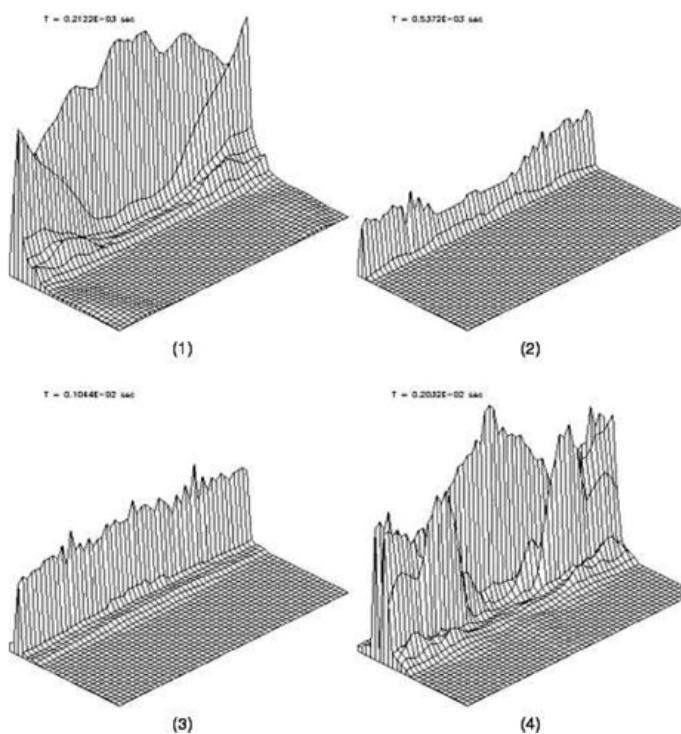 T = 0.2122E-03 sec
T = 0.5372E-03 sec
(1)
(2)
T = 0.1044E-02 sec
T = 0.2032E-02 sec
(3)
(4)